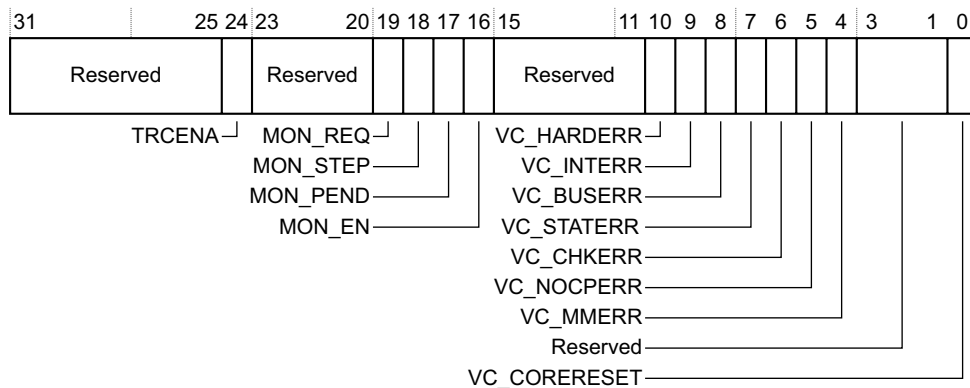 31 25 24 23 20 19 18 17 16 15 11 10 9 8 7 6 5 4 3 1 0
Reserved Reserved Reserved
TRCENA MON_REQ VC_HARDERR
MON_STEP VC_INTERR
MON_PEND VC_BUSERR
MON_EN VC_STATERR
VC_CHKERR
VC_NOCPERR
VC_MMERR
Reserved
VC_CORERESET